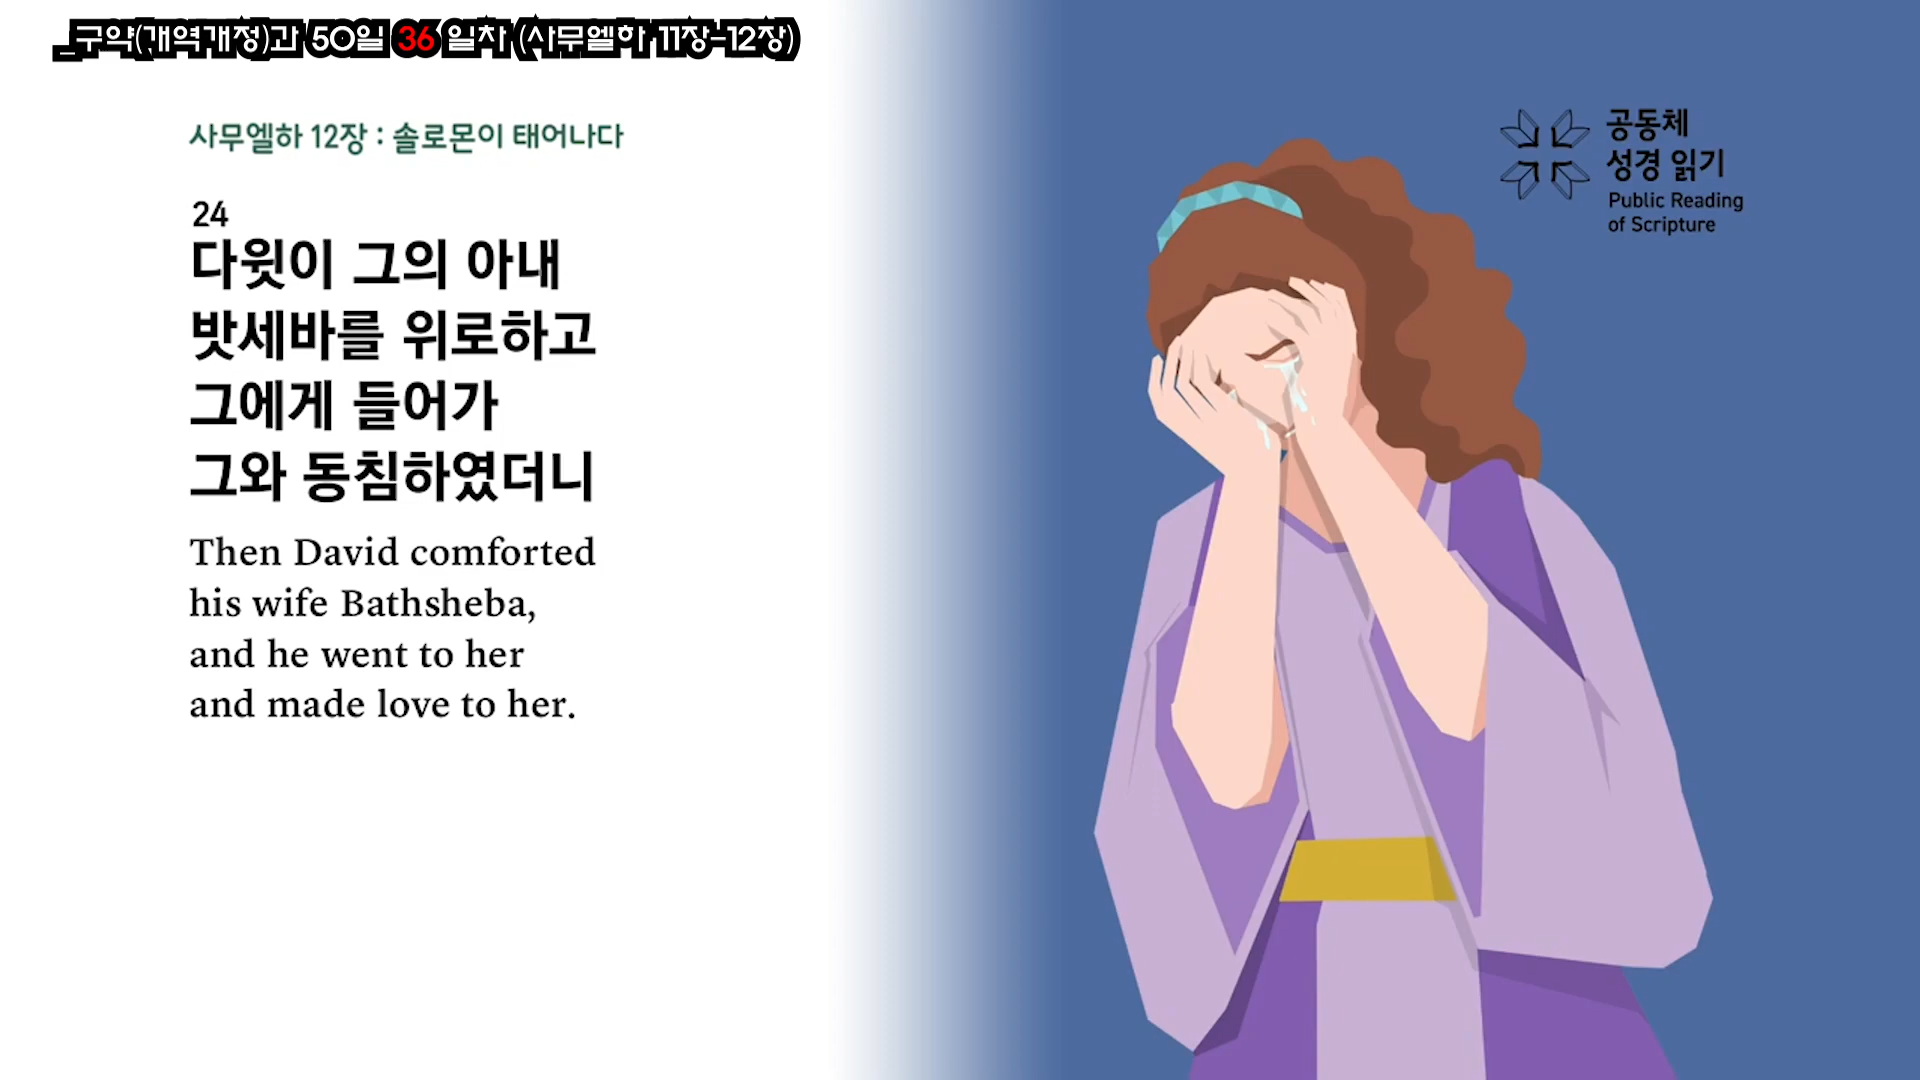 _구약(개역개정)과 50일 36 일차 (사무엘하 11장-12장)
사무엘하 12장 : 솔로몬이 태어나다
24
다윗이 그의 아내
밧세바를 위로하고
그에게 들어가
그와 동침하였더니
Then David comforted
his wife Bathsheba,
and he went to her
and made love to her.
공동체
성경 읽기
Public Reading
of Scripture